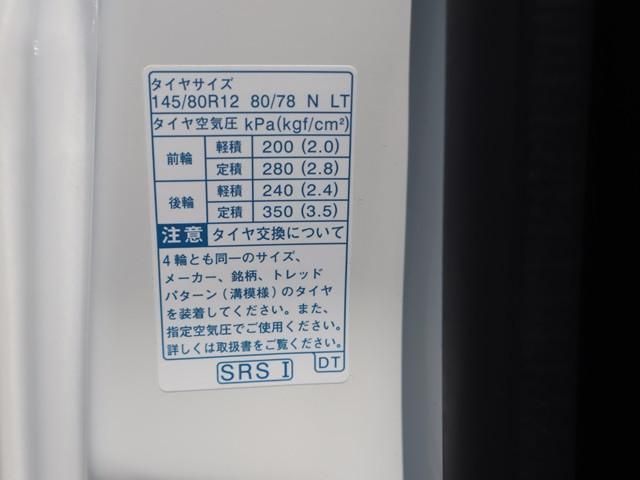 タイヤサイズ
145/80R12 80/78 N LT
タイヤ空気圧 kPa(kgf/cm²)
前輪 軽積 200 (2.0)
定積 280 (2.8)
後輪 軽積 240 (2.4)
定積 350 (3.5)
注意 タイヤ交換について
4輪とも同一のサイズ、
メーカー、銘柄、トレッド
パターン(溝模様)のタイヤ
を装着してください。また、
指定空気圧でご使用ください。
詳しくは取扱書をご覧ください。
SRS I DT